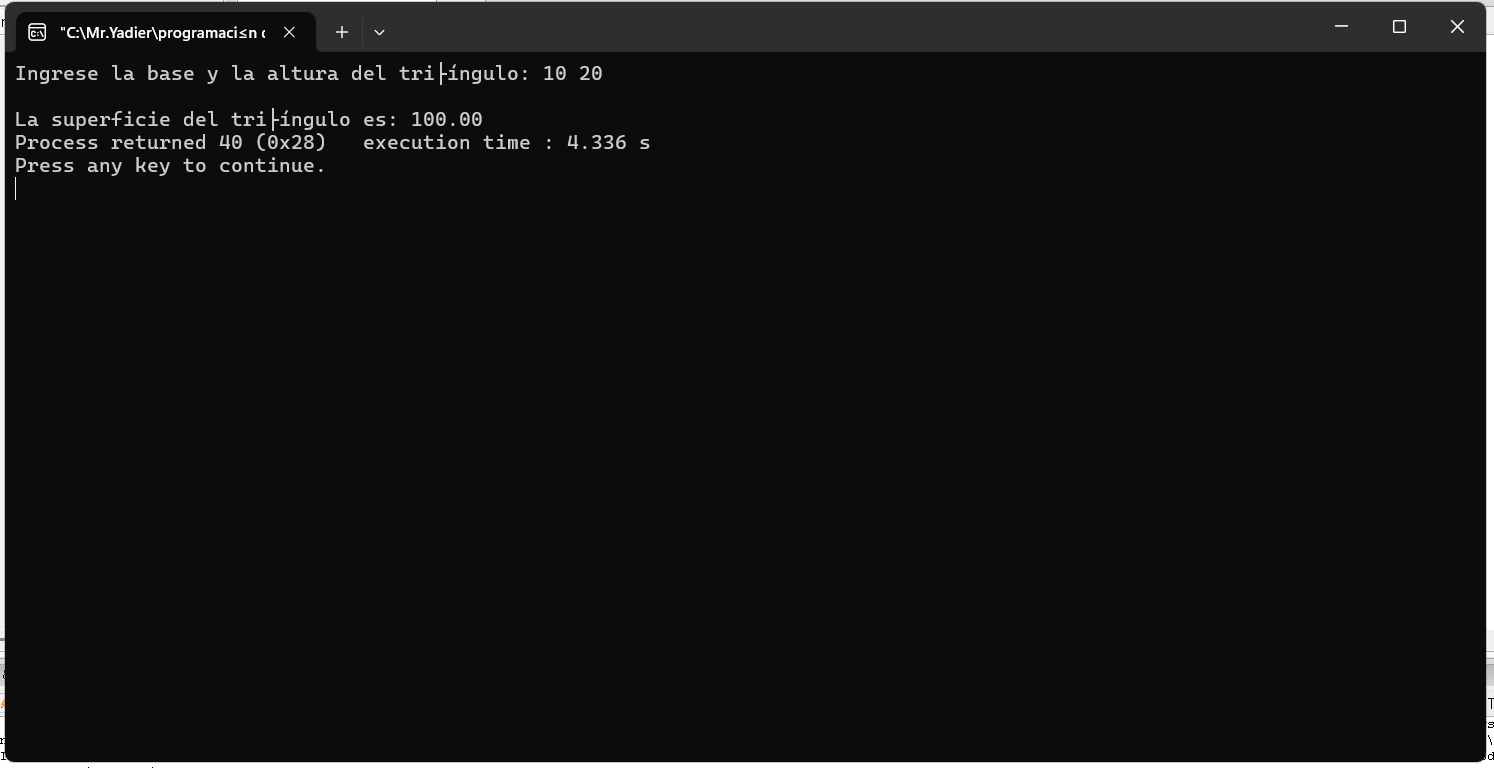 "C:\Mr.Yadier\programaci≤n c
Ingrese la base y la altura del tri├íngulo: 10 20
La superficie del tri├íngulo es: 100.00
Process returned 40 (0x28)   execution time : 4.336 s
Press any key to continue.